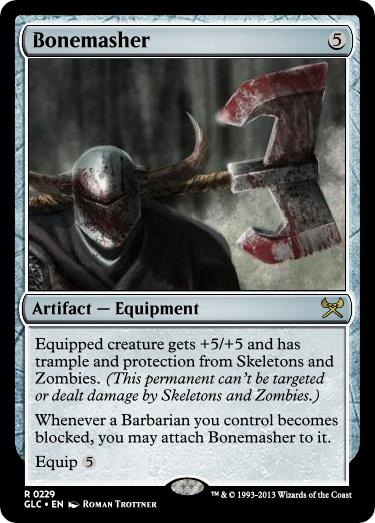 Bonemasher 5
Artifact — Equipment
Equipped creature gets +5/+5 and has
trample and protection from Skeletons and
Zombies. (This permanent can't be targeted
or dealt damage by Skeletons and Zombies.)
Whenever a Barbarian you control becomes
blocked, you may attach Bonemasher to it.
Equip 5
R 0229
GLC • EN Roman Trottner
™ & © 1993-2013 Wizards of the Coast